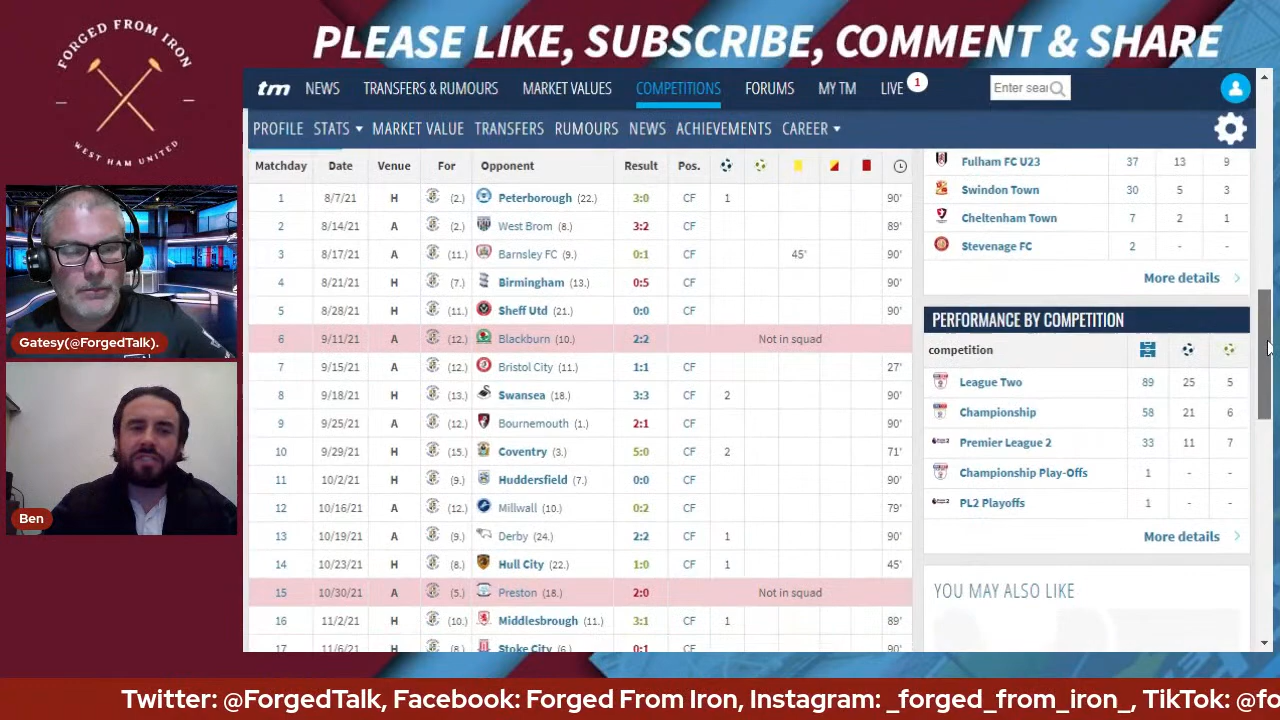 PLEASE LIKE, SUBSCRIBE, COMMENT & SHARE
FORGED FROM IRON
WEST HAM UNITED
tm NEWS TRANSFERS & RUMOURS MARKET VALUES COMPETITIONS FORUMS MY TM LIVE 1 Enter sear
PROFILE STATS MARKET VALUE TRANSFERS RUMOURS NEWS ACHIEVEMENTS CAREER
Matchday Date Venue For Opponent Result Pos.
1 8/7/21 H (2.) Peterborough (22.) 3:0 CF 1 90'
2 8/14/21 A (2.) West Brom (8.) 3:2 CF 89'
3 8/17/21 A (11.) Barnsley FC (9.) 0:1 CF 45' 90'
4 8/21/21 H (7.) Birmingham (13.) 0:5 CF 90'
5 8/28/21 H (11.) Sheff Utd (21.) 0:0 CF 90'
6 9/11/21 A (12.) Blackburn (10.) 2:2 Not in squad
7 9/15/21 A (12.) Bristol City (11.) 1:1 CF 27'
8 9/18/21 H (13.) Swansea (18.) 3:3 CF 2 90'
9 9/25/21 A (12.) Bournemouth (1.) 2:1 CF 90'
10 9/29/21 H (15.) Coventry (3.) 5:0 CF 2 71'
11 10/2/21 H (9.) Huddersfield (7.) 0:0 CF 90'
12 10/16/21 A (12.) Millwall (10.) 0:2 CF 79'
13 10/19/21 A (9.) Derby (24.) 2:2 CF 1 90'
14 10/23/21 H (8.) Hull City (22.) 1:0 CF 1 45'
15 10/30/21 A (5.) Preston (18.) 2:0 Not in squad
16 11/2/21 H (10.) Middlesbrough (11.) 3:1 CF 1 89'
17 11/6/21 H (8.) Stoke City (6.) 0:1 CF 90'
Fulham FC U23 37 13 9
Swindon Town 30 5 3
Cheltenham Town 7 2 1
Stevenage FC 2 - -
More details
PERFORMANCE BY COMPETITION
competition
League Two 89 25 5
Championship 58 21 6
Premier League 2 33 11 7
Championship Play-Offs 1 - -
PL2 Playoffs 1 - -
More details
YOU MAY ALSO LIKE
Gatesy(@ForgedTalk).
Ben
Twitter: @ForgedTalk, Facebook: Forged From Iron, Instagram: _forged_from_iron_, TikTok: @fo